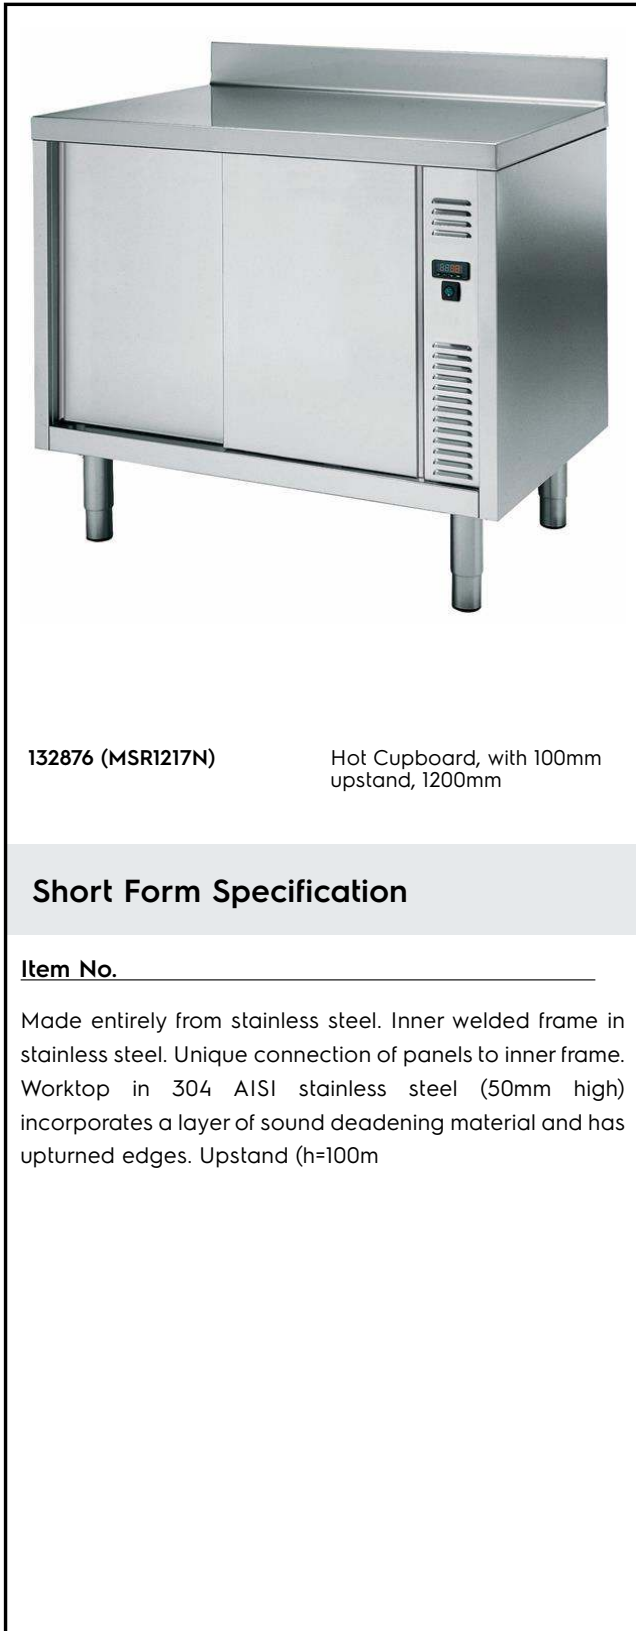 132876 (MSR1217N)
Hot Cupboard, with 100mm
upstand, 1200mm
Short Form Specification
Item No.
Made entirely from stainless steel. Inner welded frame in
stainless steel. Unique connection of panels to inner frame.
Worktop in 304 AISI stainless steel (50mm high)
incorporates a layer of sound deadening material and has
upturned edges. Upstand (h=100m